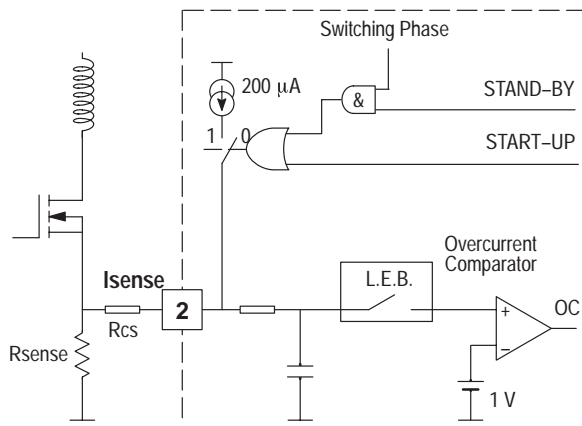 Switching Phase
200 µA
&
STAND–BY
1 0
START–UP
Overcurrent
Comparator
Isense
L.E.B.
2
+
OC
Rcs
–
Rsense
1 V